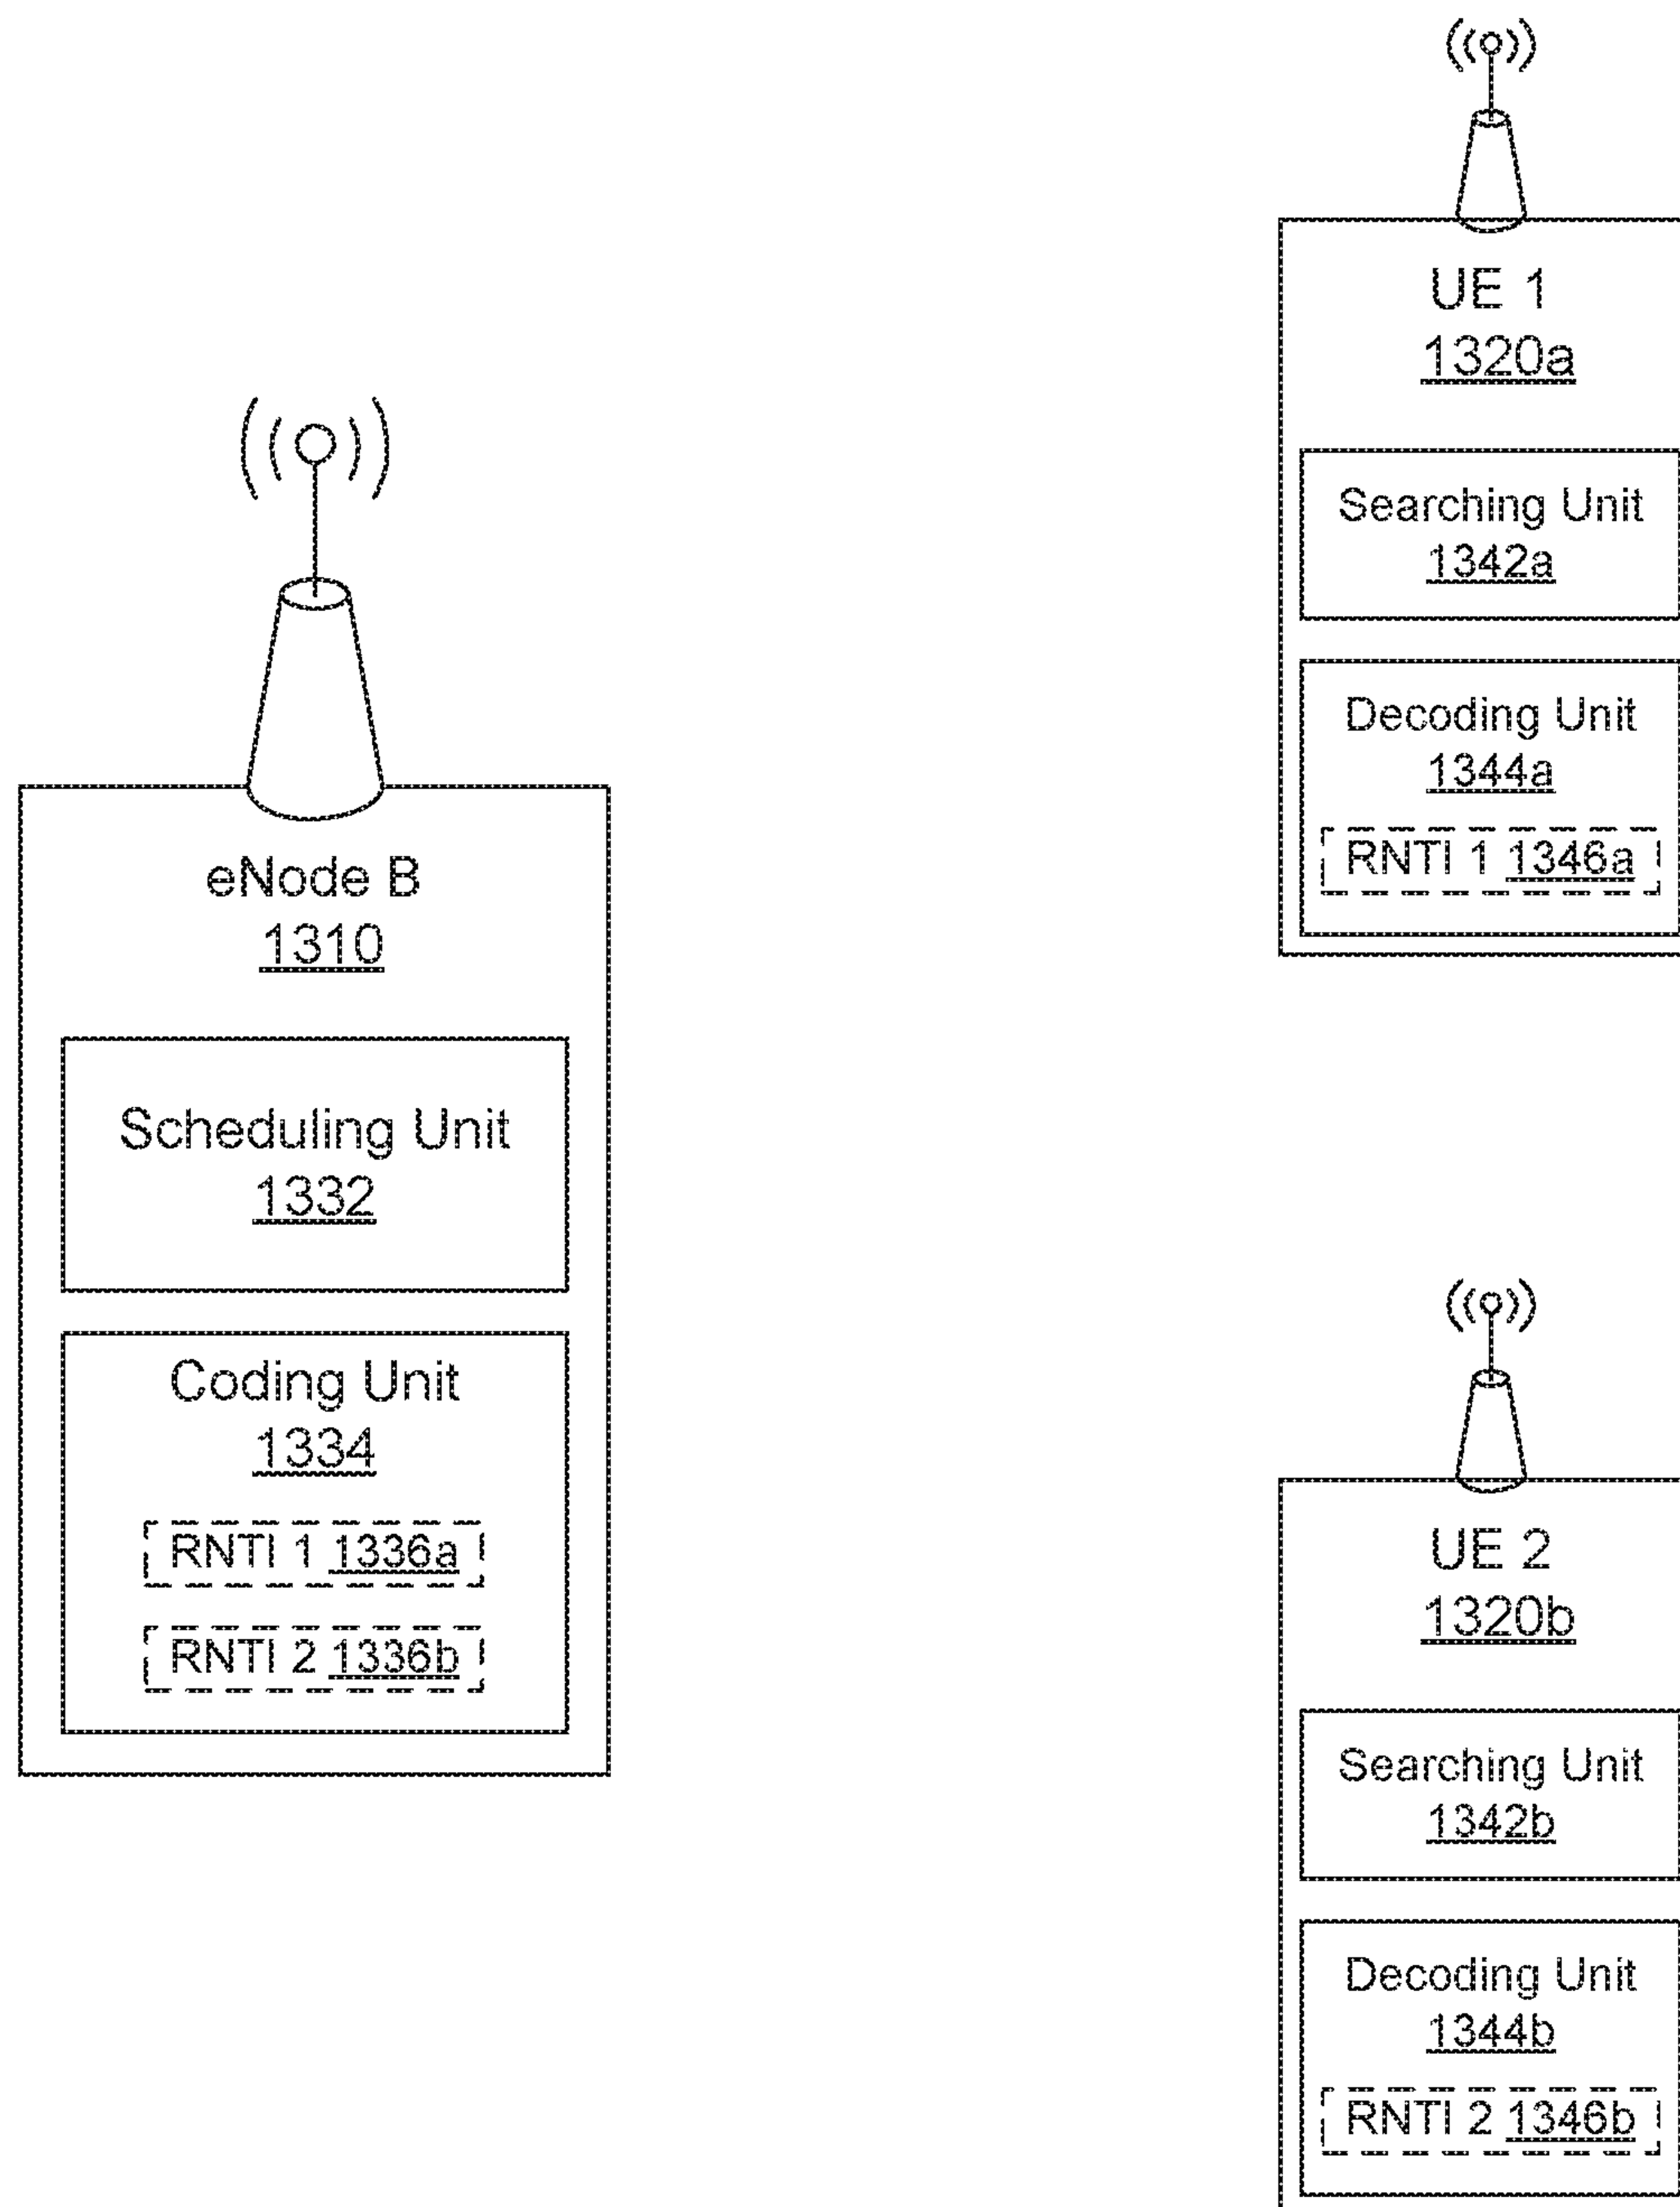 eNode B
1310
Scheduling Unit
1332
Coding Unit
1334
RNTI 1 1336a
RNTI 2 1336b
UE 1
1320a
Searching Unit
1342a
Decoding Unit
1344a
RNTI 1 1346a
UE 2
1320b
Searching Unit
1342b
Decoding Unit
1344b
RNTI 2 1346b